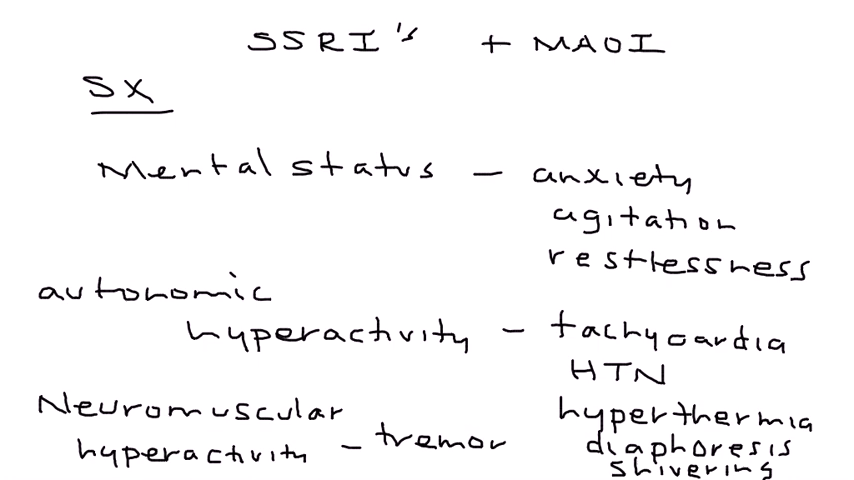 SSRI's + MAOI
SX
Mental status - anxiety
agitation
restlessness
autonomic
hyperactivity - tachycardia
HTN
Neuromuscular hyperthermia
hyperactivity - tremor diaphoresis
shivering